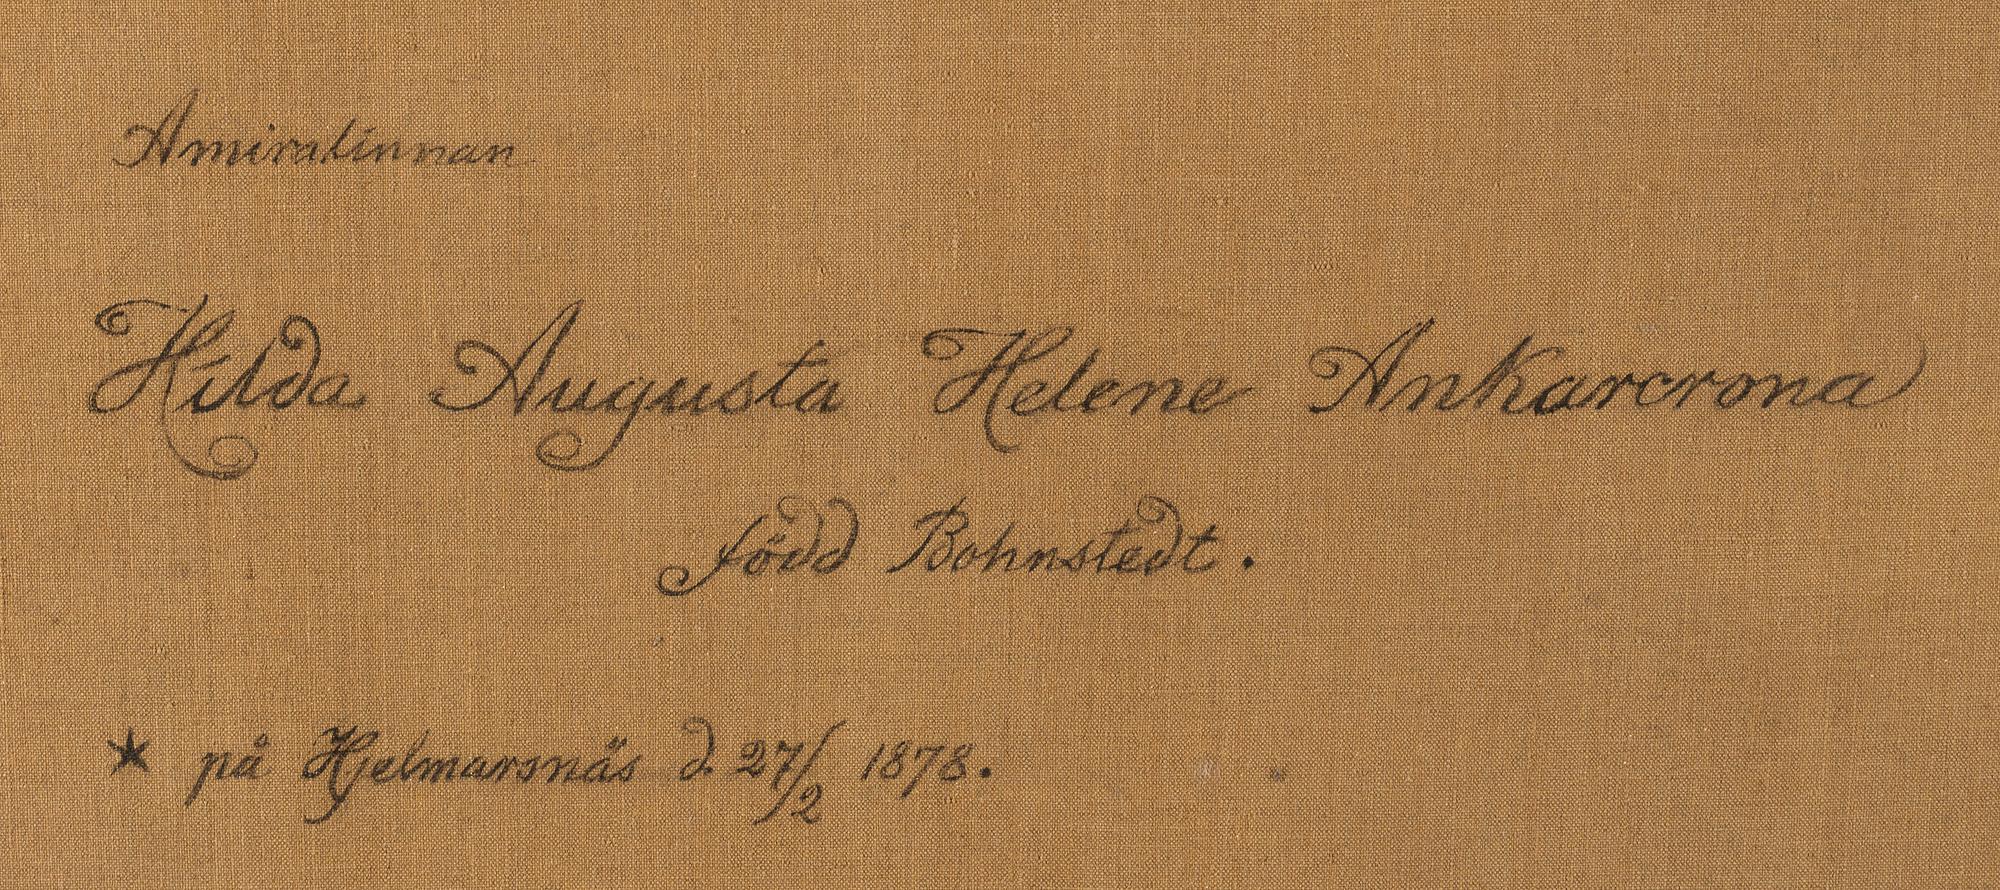 Amiralinnan
Hilda Augusta Helene Ankarcrona
född Bohnstedt.
* på Hjelmarsnäs d. 27/2 1878.